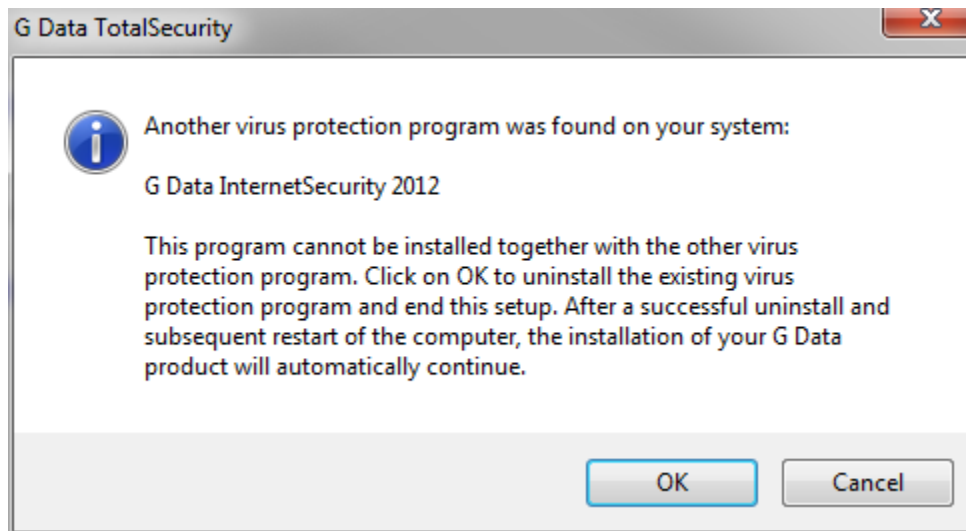 G Data TotalSecurity
Another virus protection program was found on your system:
G Data InternetSecurity 2012
This program cannot be installed together with the other virus
protection program. Click on OK to uninstall the existing virus
protection program and end this setup. After a successful uninstall and
subsequent restart of the computer, the installation of your G Data
product will automatically continue.
OK
Cancel